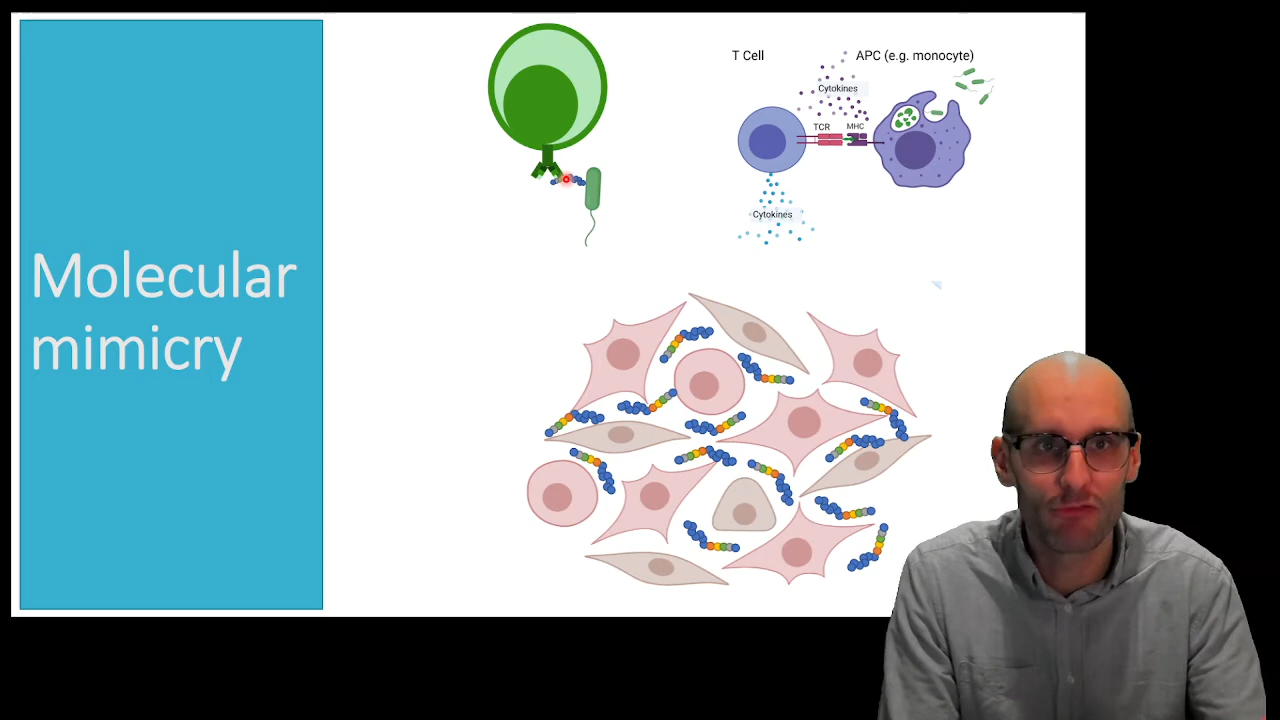 Molecular
mimicry
T Cell
APC (e.g. monocyte)
Cytokines
TCR
MHC
Cytokines